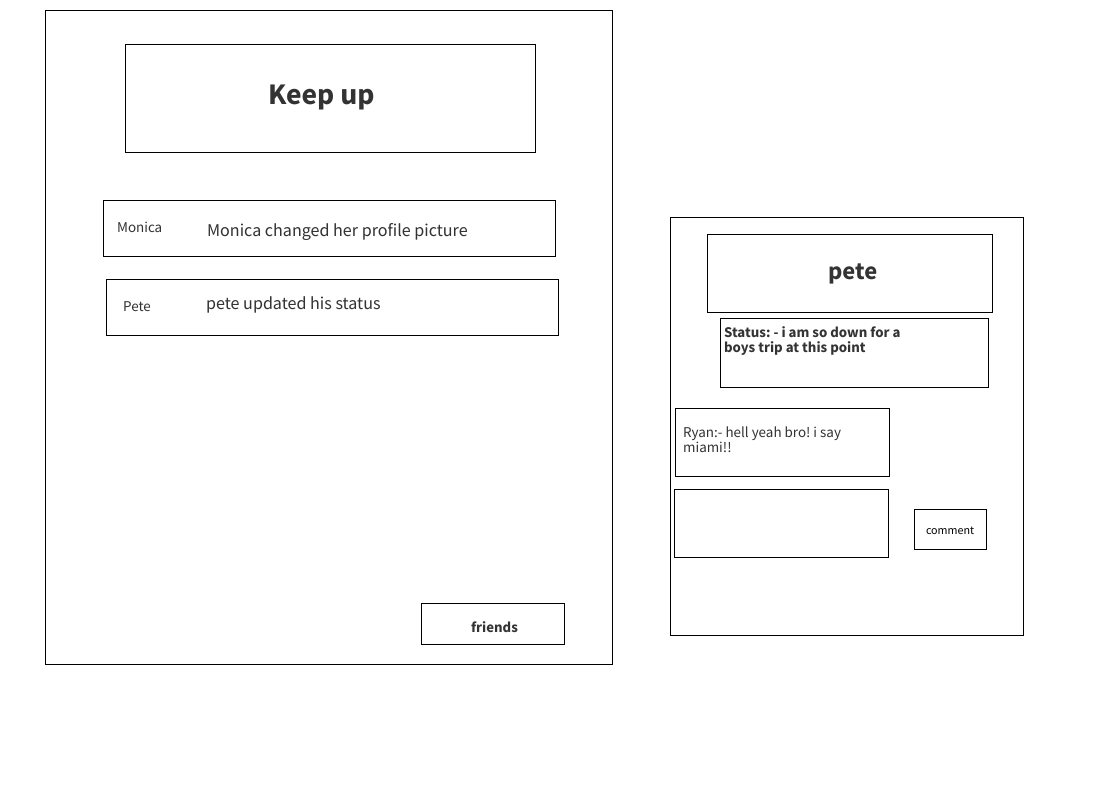 Keep up
Monica
Monica changed her profile picture
Pete
pete updated his status
friends
pete
Status: - i am so down for a
boys trip at this point
Ryan:- hell yeah bro! i say
miami!!
comment